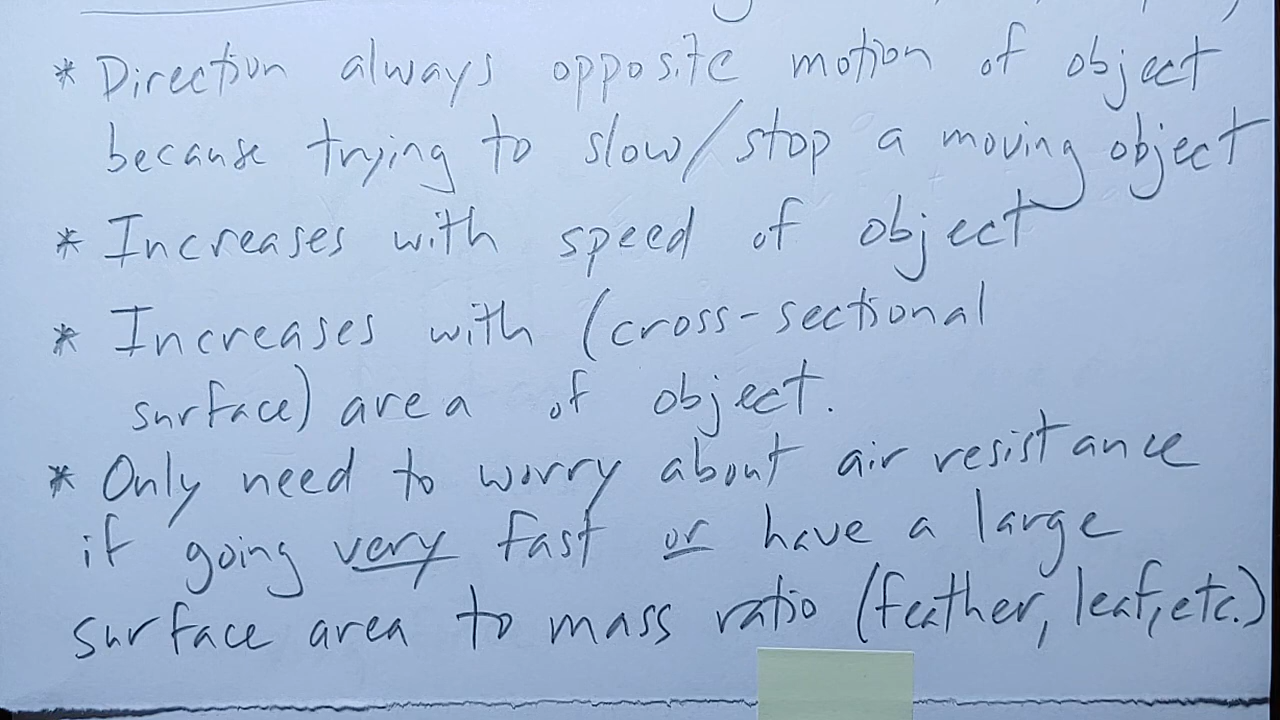 * Direction always opposite motion of object
because trying to slow/stop a moving object
* Increases with speed of object
* Increases with (cross-sectional
surface) area of object.
* Only need to worry about air resistance
if going very fast or have a large
surface area to mass ratio (feather, leaf, etc.)